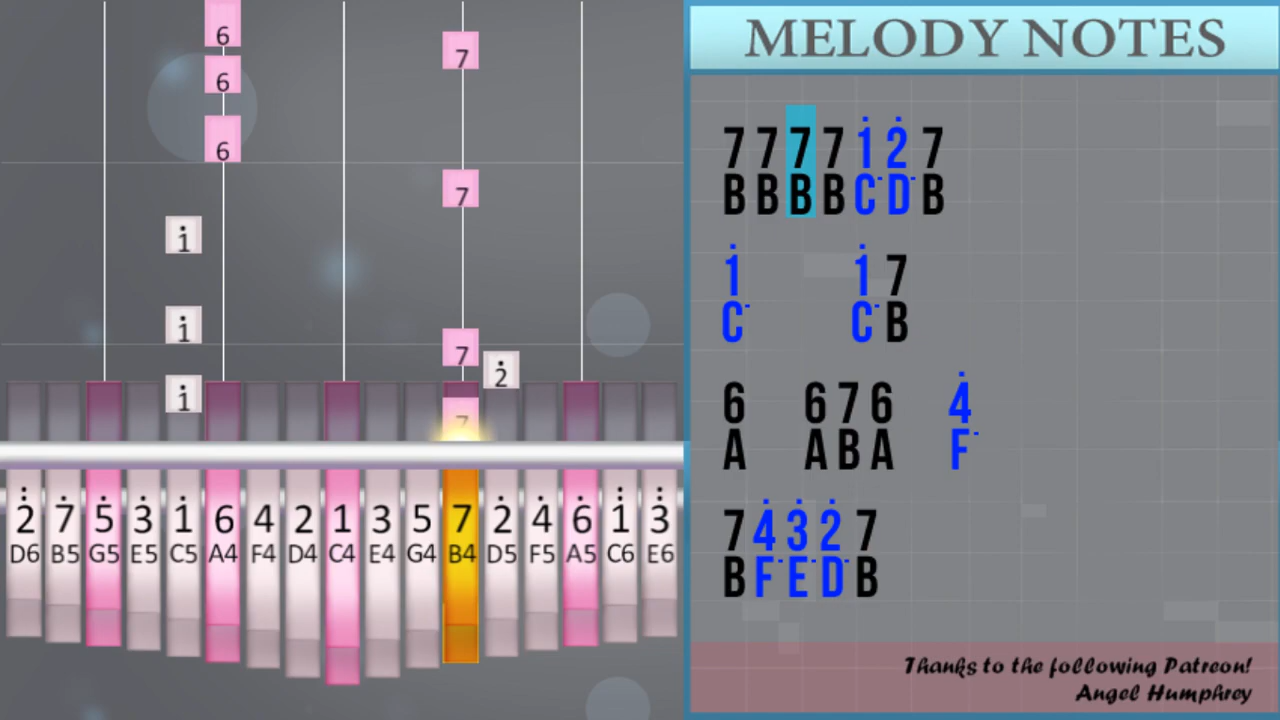 MELODY NOTES
6
7
6
6
7
i
i
7
2̇
i
7
7 7 7 7 1̇ 2̇ 7
B B B B C˙ D˙ B
1̇ 1̇ 7
C˙ C˙ B
6 6 7 6 4̇
A A B A F˙
7 4̇ 3̇ 2̇ 7
B F˙ E˙ D˙ B
2̈ 7̇ 5̇ 3̇ 1̇ 6 4 2 1 3 5 7 2̇ 4̇ 6̇ 1̈ 3̈
D6 B5 G5 E5 C5 A4 F4 D4 C4 E4 G4 B4 D5 F5 A5 C6 E6
Thanks to the following Patreon!
Angel Humphrey